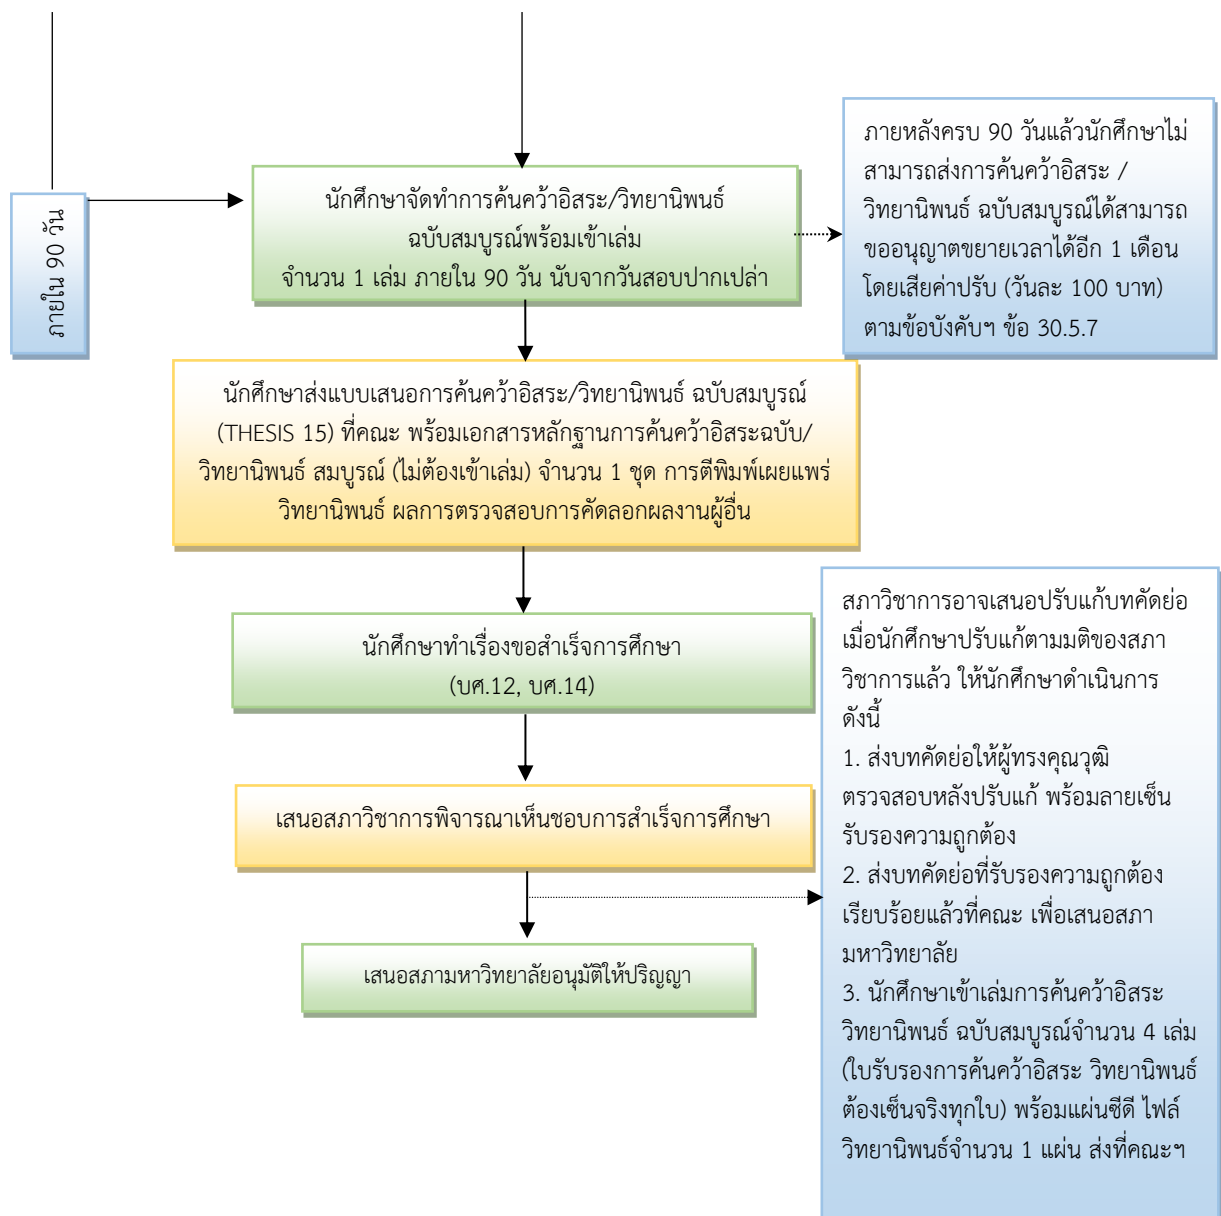 ภายใน 90 วัน
นักศึกษาจัดทำการค้นคว้าอิสระ/วิทยานิพนธ์
ฉบับสมบูรณ์พร้อมเข้าเล่ม
จำนวน 1 เล่ม ภายใน 90 วัน นับจากวันสอบปากเปล่า
ภายหลังครบ 90 วันแล้วนักศึกษาไม่
สามารถส่งการค้นคว้าอิสระ /
วิทยานิพนธ์ ฉบับสมบูรณ์ได้สามารถ
ขออนุญาตขยายเวลาได้อีก 1 เดือน
โดยเสียค่าปรับ (วันละ 100 บาท)
ตามข้อบังคับฯ ข้อ 30.5.7
นักศึกษาส่งแบบเสนอการค้นคว้าอิสระ/วิทยานิพนธ์ ฉบับสมบูรณ์
(THESIS 15) ที่คณะ พร้อมเอกสารหลักฐานการค้นคว้าอิสระฉบับ/
วิทยานิพนธ์ สมบูรณ์ (ไม่ต้องเข้าเล่ม) จำนวน 1 ชุด การตีพิมพ์เผยแพร่
วิทยานิพนธ์ ผลการตรวจสอบการคัดลอกผลงานผู้อื่น
นักศึกษาทำเรื่องขอสำเร็จการศึกษา
(บศ.12, บศ.14)
เสนอสภาวิชาการพิจารณาเห็นชอบการสำเร็จการศึกษา
เสนอสภามหาวิทยาลัยอนุมัติให้ปริญญา
สภาวิชาการอาจเสนอปรับแก้บทคัดย่อ
เมื่อนักศึกษาปรับแก้ตามมติของสภา
วิชาการแล้ว ให้นักศึกษาดำเนินการ
ดังนี้
1. ส่งบทคัดย่อให้ผู้ทรงคุณวุฒิ
ตรวจสอบหลังปรับแก้ พร้อมลายเซ็น
รับรองความถูกต้อง
2. ส่งบทคัดย่อที่รับรองความถูกต้อง
เรียบร้อยแล้วที่คณะ เพื่อเสนอสภา
มหาวิทยาลัย
3. นักศึกษาเข้าเล่มการค้นคว้าอิสระ
วิทยานิพนธ์ ฉบับสมบูรณ์จำนวน 4 เล่ม
(ใบรับรองการค้นคว้าอิสระ วิทยานิพนธ์
ต้องเซ็นจริงทุกใบ) พร้อมแผ่นซีดี ไฟล์
วิทยานิพนธ์จำนวน 1 แผ่น ส่งที่คณะฯ